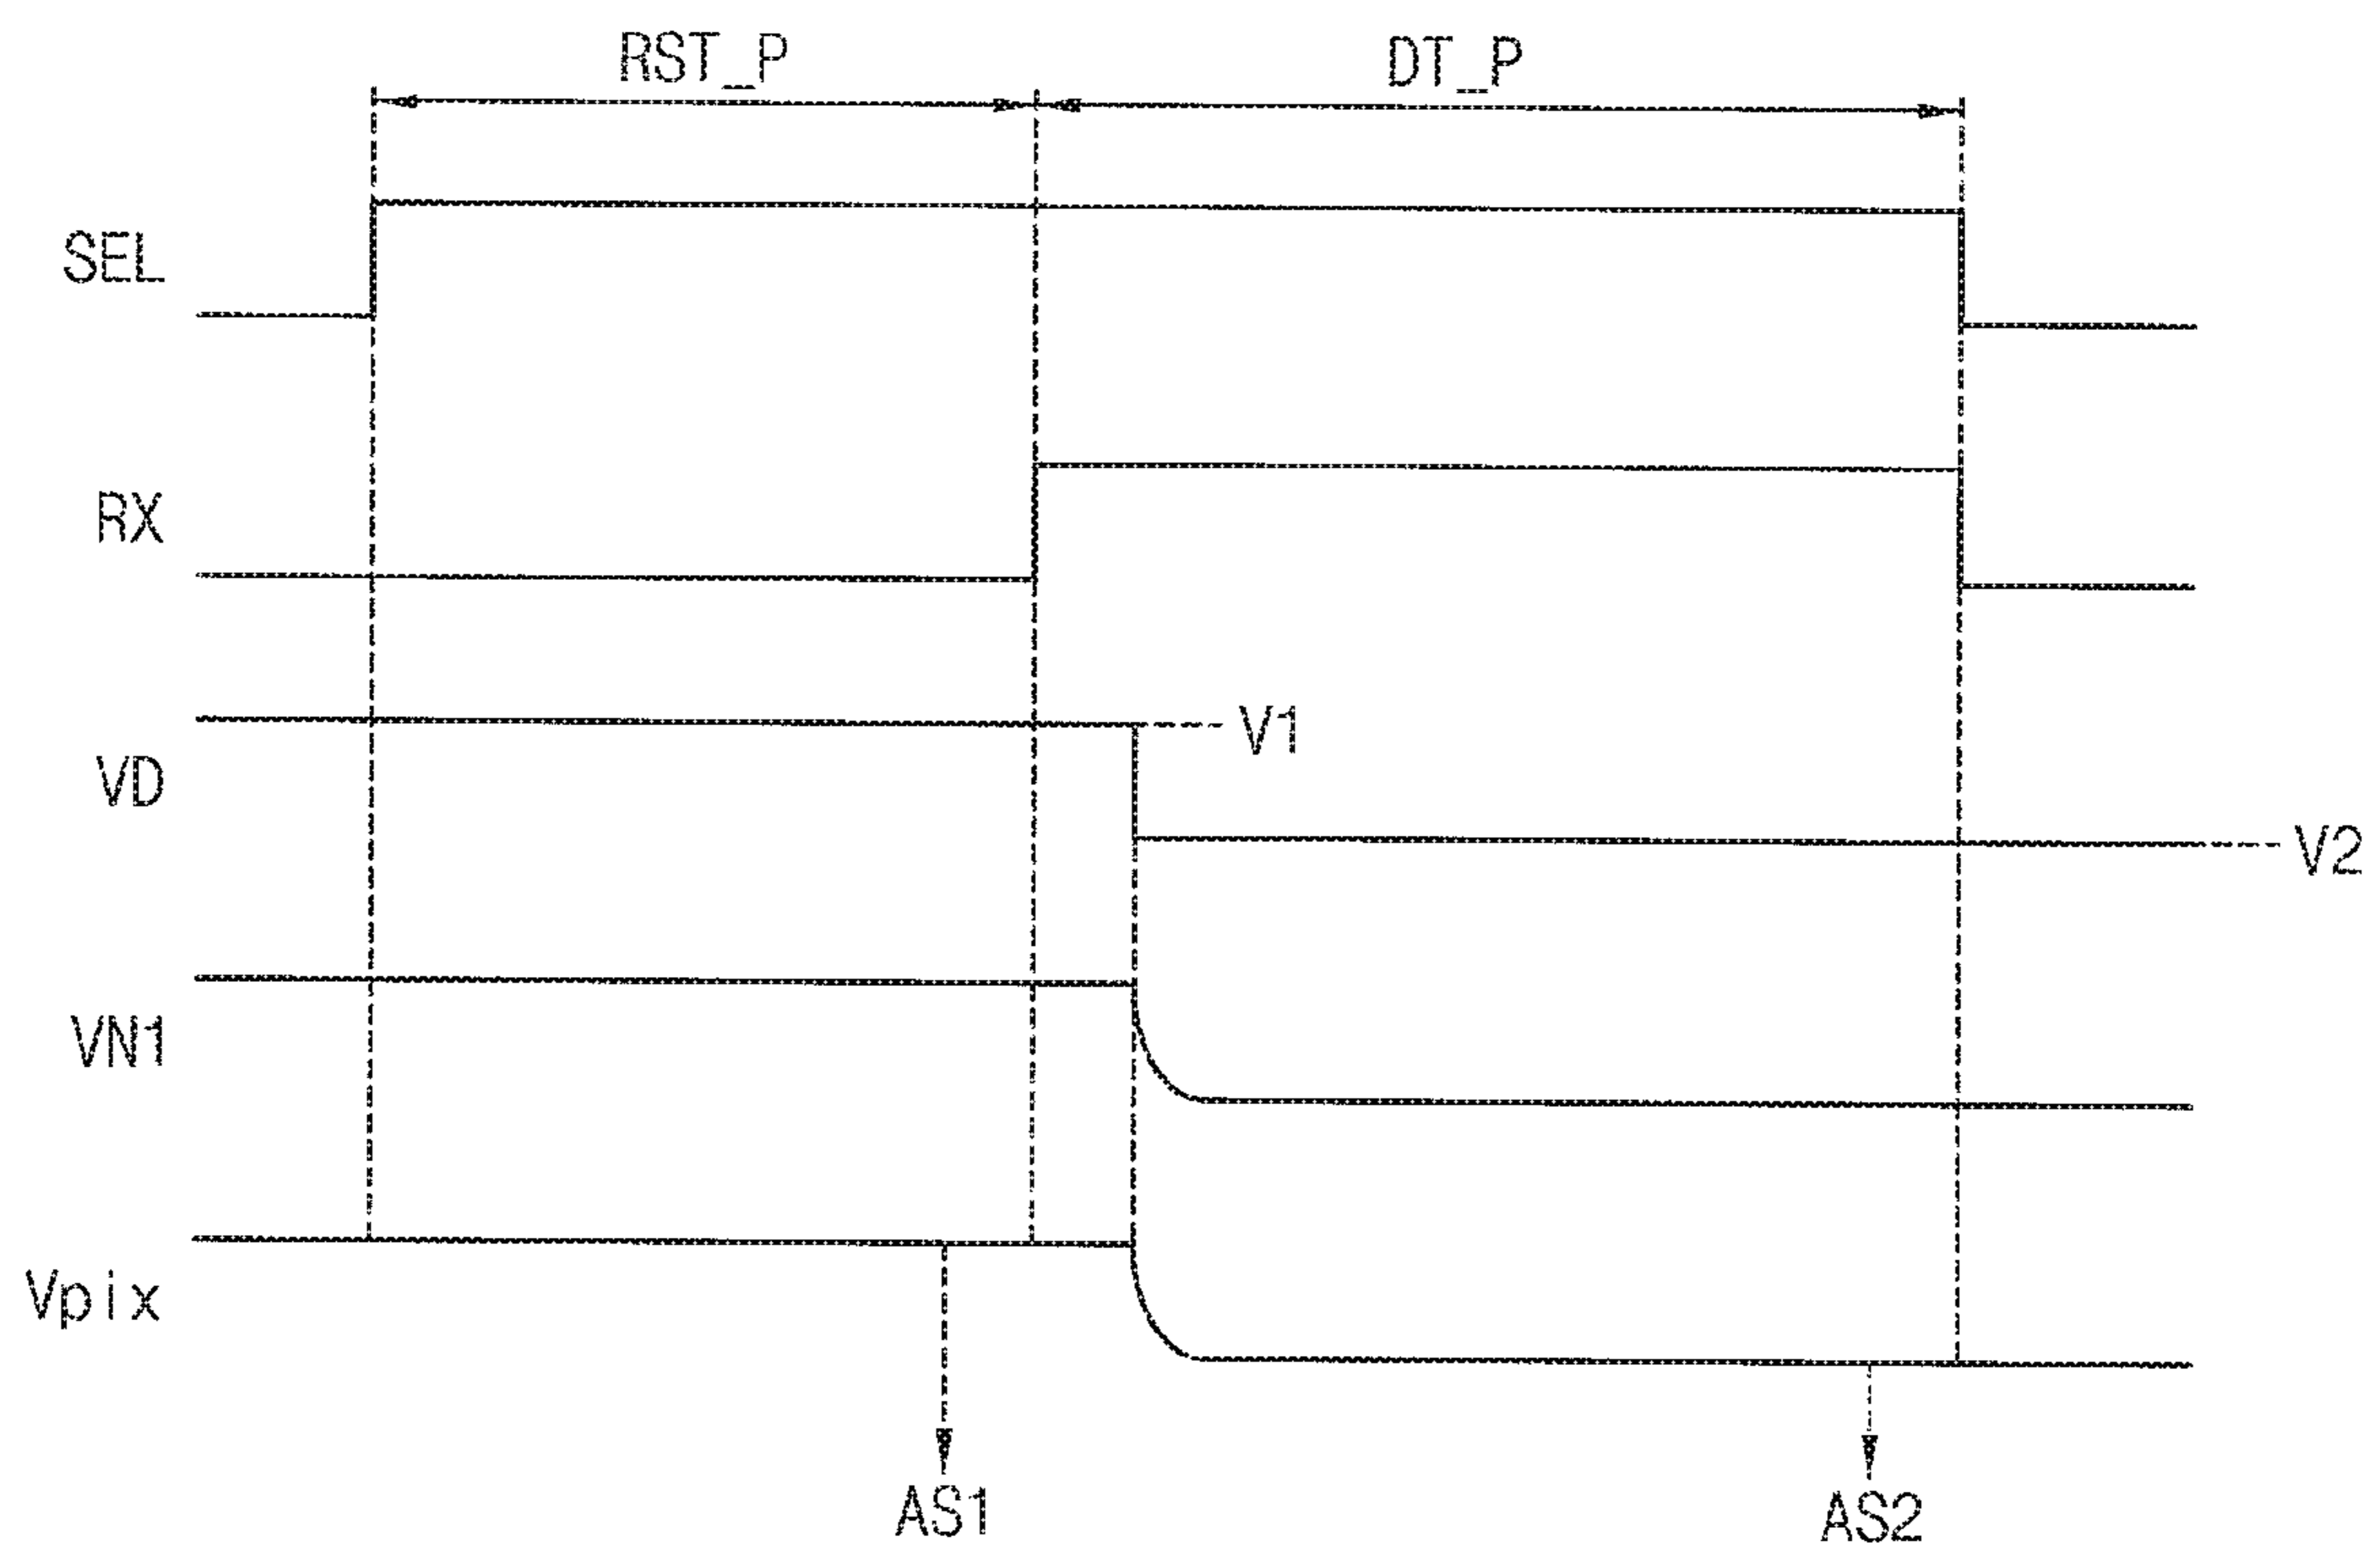 RST_P
DT_P
SEL
RX
V1
VD
V2
VN1
Vpix
AS1
AS2